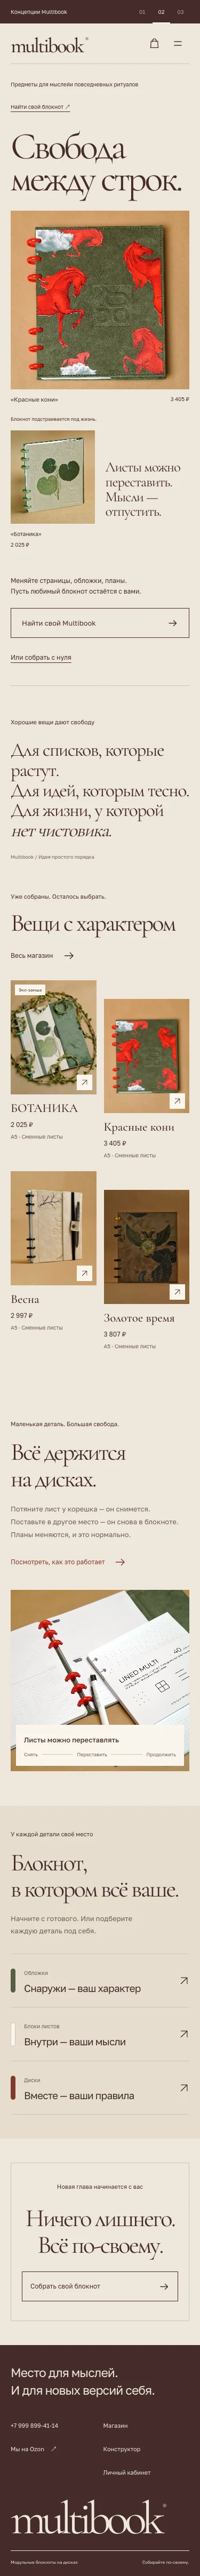 Концепции Multibook
01 02 03
multibook®
Предметы для мыслей и повседневных ритуалов
Найти свой блокнот ↗
Свобода
между строк.
«Красные кони» 3 405 ₽
Блокнот подстраивается под жизнь.
Листы можно
переставить.
Мысли —
отпустить.
«Ботаника»
2 025 ₽
Меняйте страницы, обложки, планы.
Пусть любимый блокнот остаётся с вами.
Найти свой Multibook →
Или собрать с нуля
Хорошие вещи дают свободу
Для списков, которые
растут.
Для идей, которым тесно.
Для жизни, у которой
нет чистовика.
Multibook / Идея простого порядка
Уже собраны. Осталось выбрать.
Вещи с характером
Весь магазин →
Эко-замша
БОТАНИКА
2 025 ₽
A5 · Сменные листы
Красные кони
3 405 ₽
A5 · Сменные листы
Весна
2 997 ₽
A5 · Сменные листы
Золотое время
3 807 ₽
A5 · Сменные листы
Маленькая деталь. Большая свобода.
Всё держится
на дисках.
Потяните лист у корешка — он снимется.
Поставьте в другое место — он снова в блокноте.
Планы меняются, и это нормально.
Посмотреть, как это работает →
LINED MULTI
Листы можно переставлять
Снять Переставить Продолжить
У каждой детали своё место
Блокнот,
в котором всё ваше.
Начните с готового. Или подберите
каждую деталь под себя.
Обложки
Снаружи — ваш характер
Блоки листов
Внутри — ваши мысли
Диски
Вместе — ваши правила
Новая глава начинается с вас
Ничего лишнего.
Всё по-своему.
Собрать свой блокнот →
Место для мыслей.
И для новых версий себя.
+7 999 899-41-14 Магазин
Мы на Ozon ↗ Конструктор
Личный кабинет
multibook®
Модульные блокноты на дисках Собирайте по-своему.